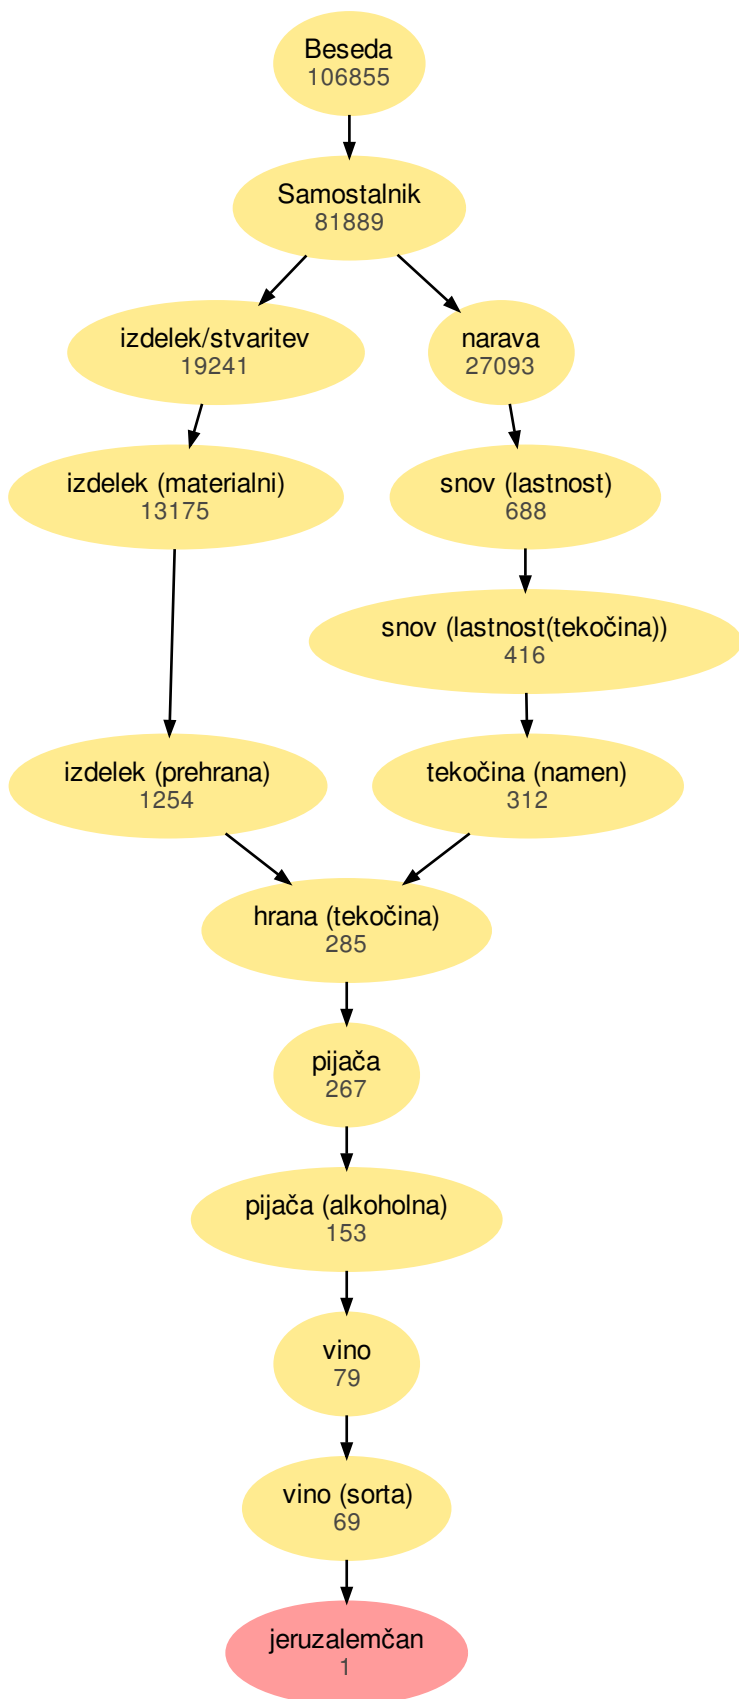 Beseda
106855
Samostalnik
81889
izdelek/stvaritev
19241
narava
27093
izdelek (materialni)
13175
snov (lastnost)
688
snov (lastnost(tekočina))
416
izdelek (prehrana)
1254
tekočina (namen)
312
hrana (tekočina)
285
pijača
267
pijača (alkoholna)
153
vino
79
vino (sorta)
69
jeruzalemčan
1